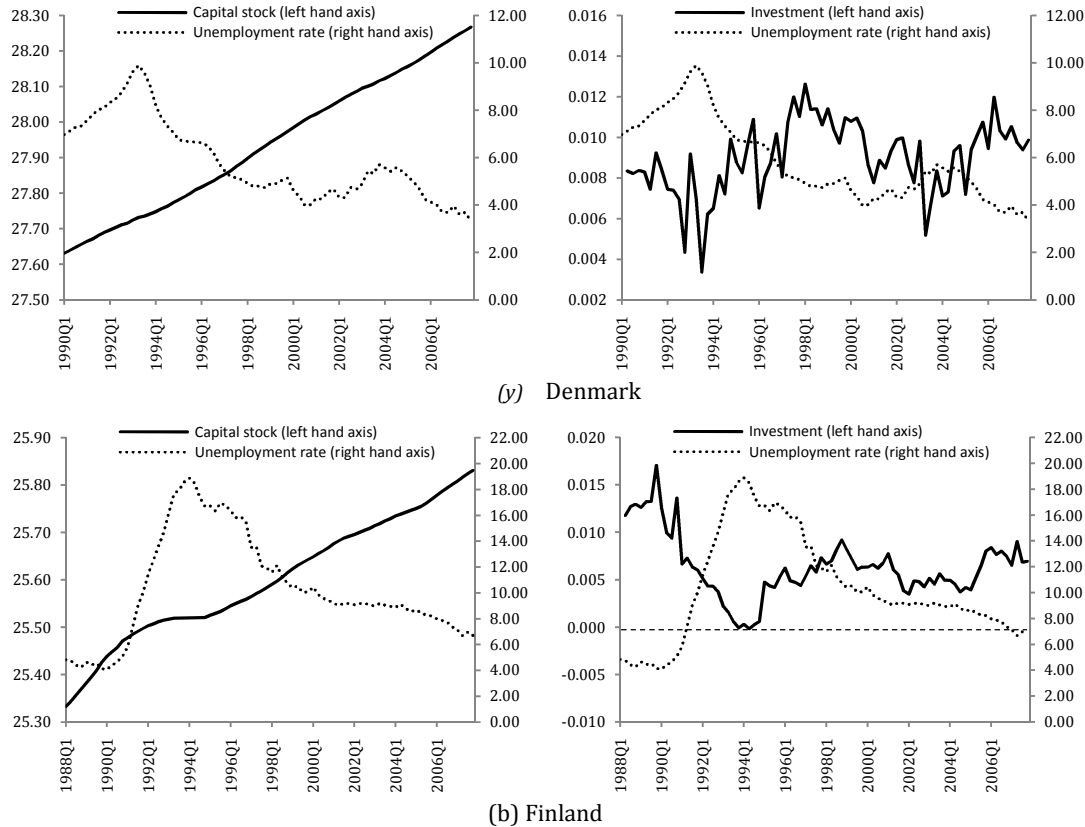 Capital stock (left hand axis)
Unemployment rate (right hand axis)
28.30
28.20
28.10
28.00
27.90
27.80
27.70
27.60
27.50
12.00
10.00
8.00
6.00
4.00
2.00
0.00
1990Q1
1992Q1
1994Q1
1996Q1
1998Q1
2000Q1
2002Q1
2004Q1
2006Q1
Investment (left hand axis)
Unemployment rate (right hand axis)
0.016
0.014
0.012
0.010
0.008
0.006
0.004
0.002
12.00
10.00
8.00
6.00
4.00
2.00
0.00
1990Q1
1992Q1
1994Q1
1996Q1
1998Q1
2000Q1
2002Q1
2004Q1
2006Q1
(y) Denmark
Capital stock (left hand axis)
Unemployment rate (right hand axis)
25.90
25.80
25.70
25.60
25.50
25.40
25.30
22.00
20.00
18.00
16.00
14.00
12.00
10.00
8.00
6.00
4.00
2.00
0.00
1988Q1
1990Q1
1992Q1
1994Q1
1996Q1
1998Q1
2000Q1
2002Q1
2004Q1
2006Q1
Investment (left hand axis)
Unemployment rate (right hand axis)
0.020
0.015
0.010
0.005
0.000
-0.005
-0.010
22.00
20.00
18.00
16.00
14.00
12.00
10.00
8.00
6.00
4.00
2.00
0.00
1988Q1
1990Q1
1992Q1
1994Q1
1996Q1
1998Q1
2000Q1
2002Q1
2004Q1
2006Q1
(b) Finland